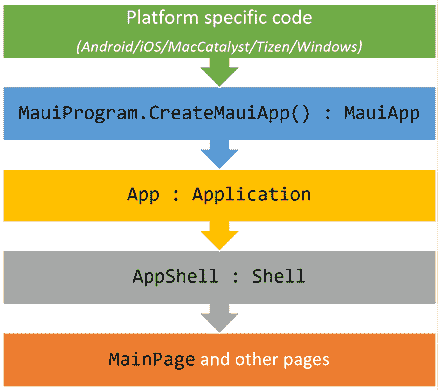 Platform specific code
(Android/iOS/MacCatalyst/Tizen/Windows)
MauiProgram.CreateMauiApp() : MauiApp
App : Application
AppShell : Shell
MainPage and other pages